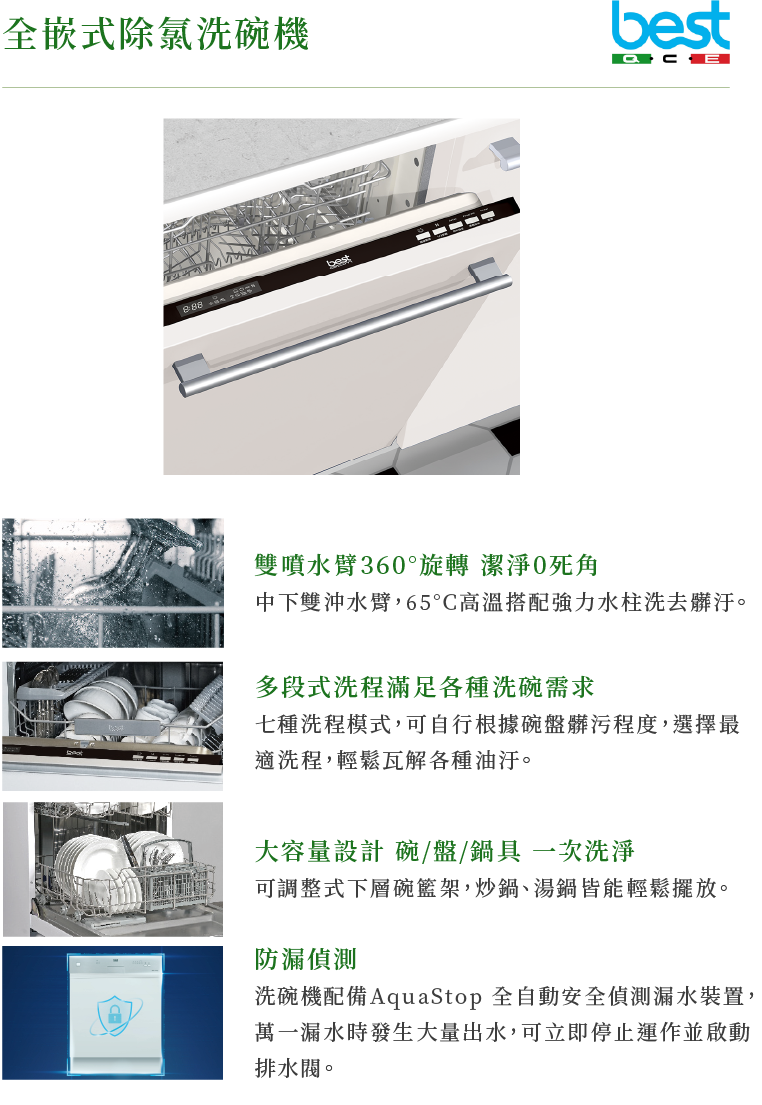 全嵌式除氯洗碗機
best
Q·C·E
best
8:88
雙噴水臂360°旋轉 潔淨0死角
中下雙沖水臂，65°C高溫搭配強力水柱洗去髒汙。
多段式洗程滿足各種洗碗需求
七種洗程模式，可自行根據碗盤髒污程度，選擇最
適洗程，輕鬆瓦解各種油汙。
best
大容量設計 碗/盤/鍋具 一次洗淨
可調整式下層碗籃架，炒鍋、湯鍋皆能輕鬆擺放。
防漏偵測
洗碗機配備AquaStop 全自動安全偵測漏水裝置，
萬一漏水時發生大量出水，可立即停止運作並啟動
排水閥。